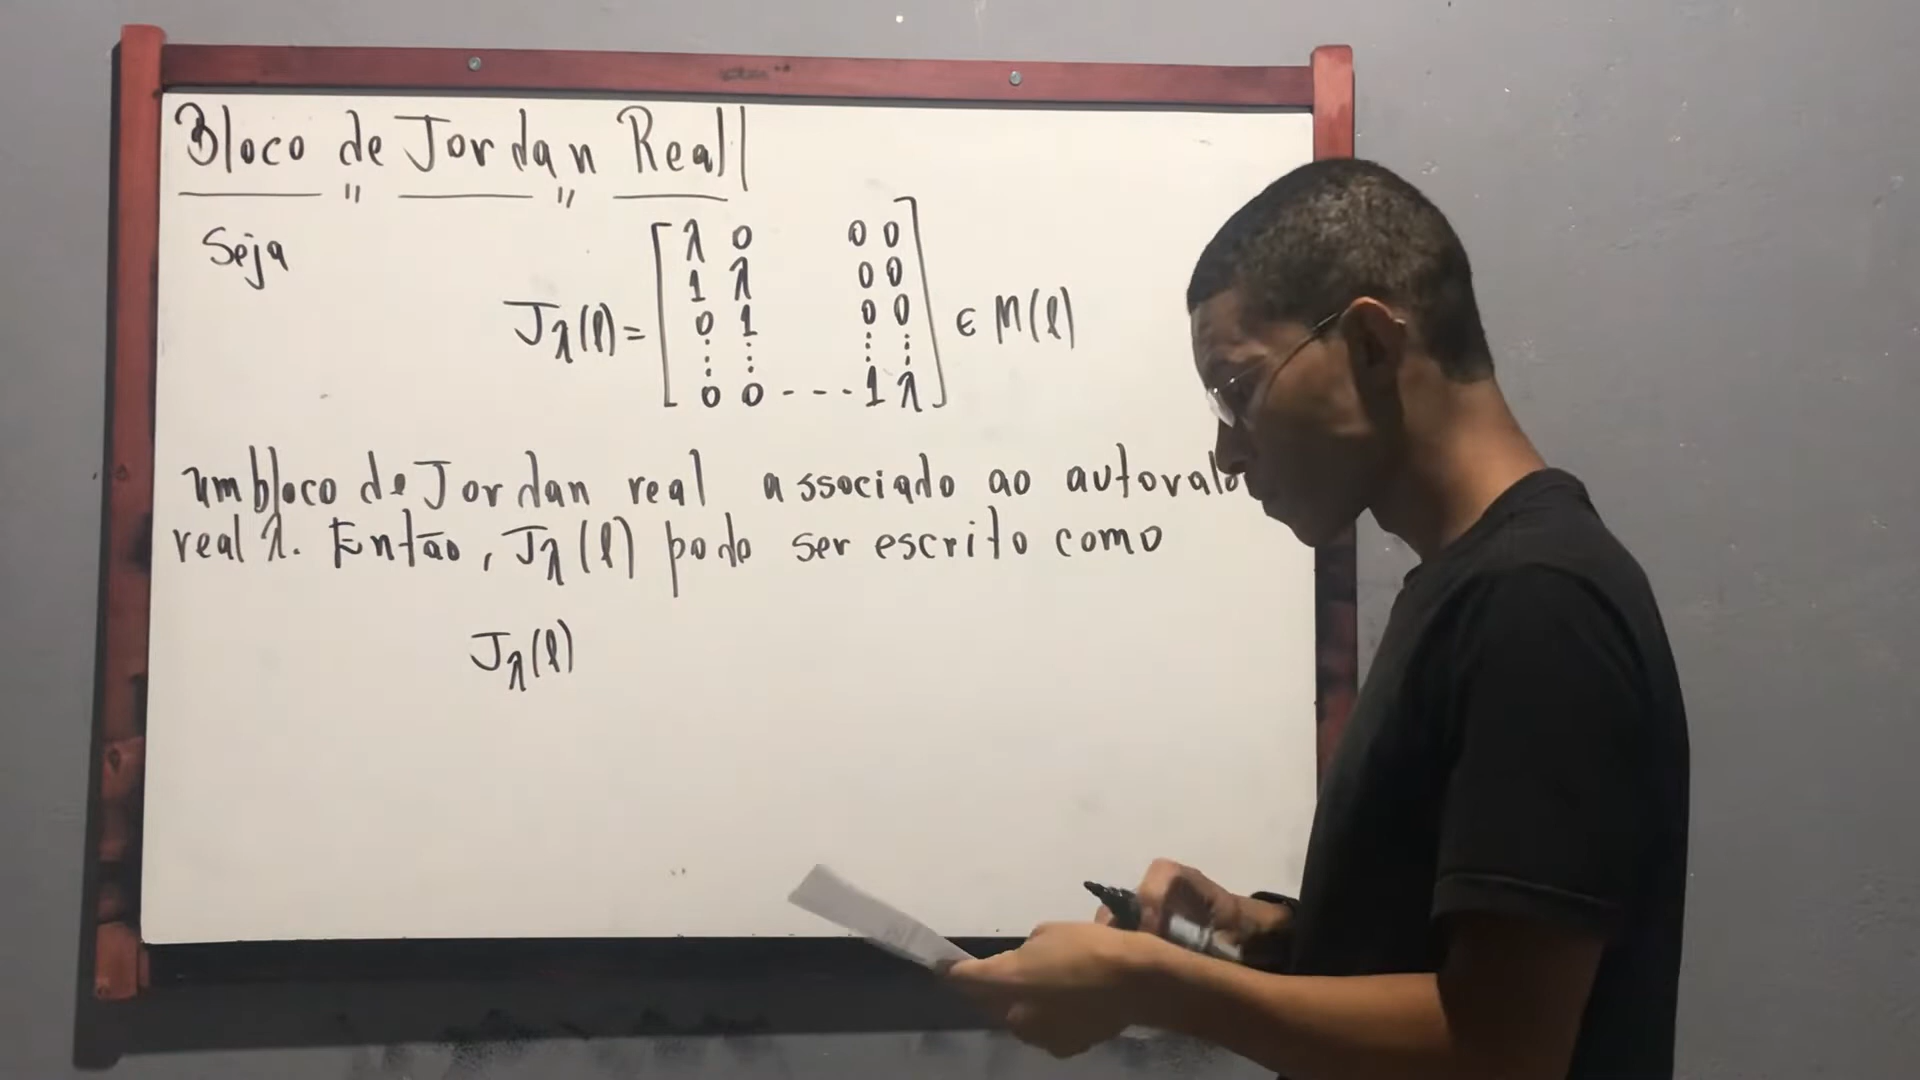 Bloco de Jordan Real
Seja
Jλ(l) = [ λ 0 0 0
1 λ 0 0
0 1 0 0
⋮ ⋮ ⋮ ⋮
0 0 - - - 1 λ ] ∈ M(l)
um bloco de Jordan real associado ao autovalo
real λ. Então, Jλ(l) pode ser escrito como
Jλ(l)